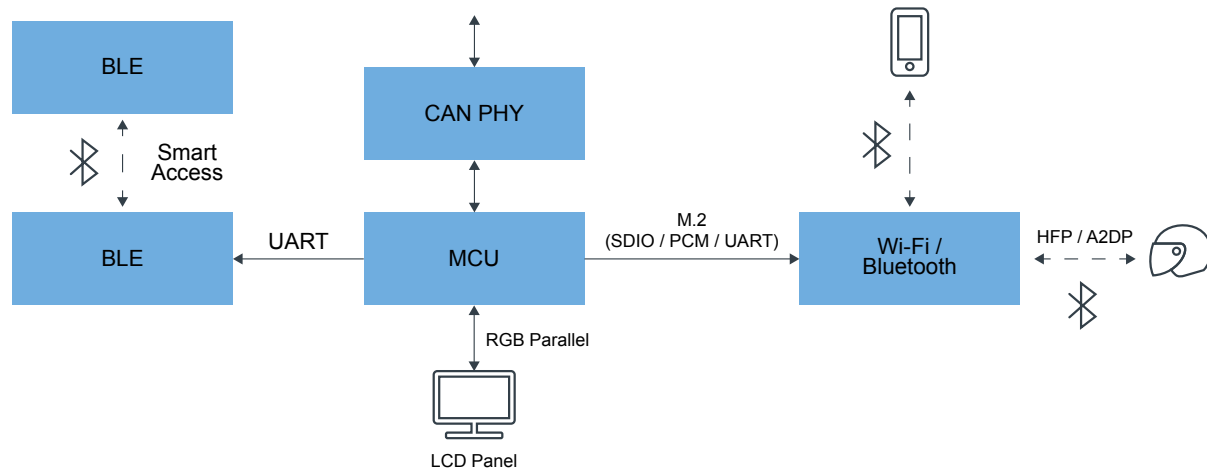 BLE
CAN PHY
Smart
Access
BLE
UART
MCU
M.2
(SDIO / PCM / UART)
Wi-Fi /
Bluetooth
HFP / A2DP
RGB Parallel
LCD Panel